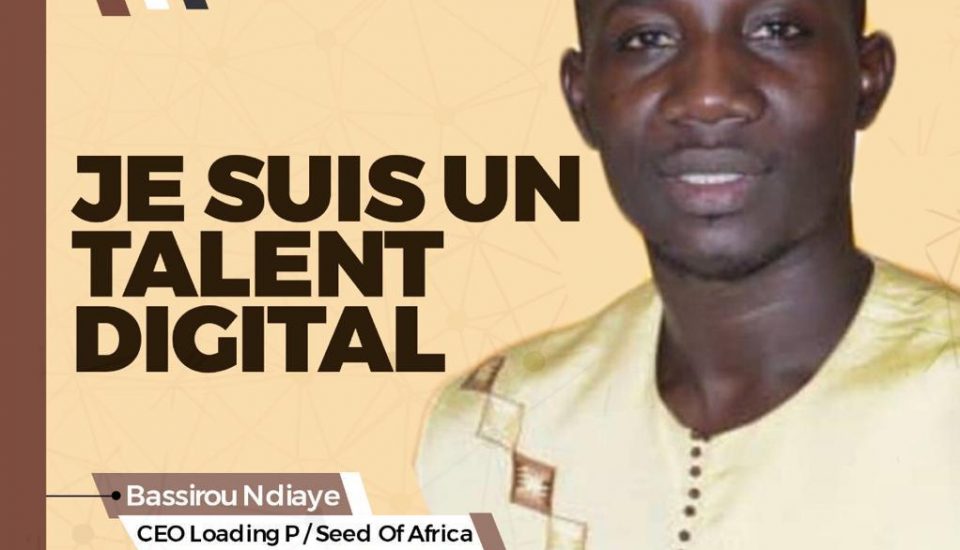 JE SUIS UN
TALENT
DIGITAL
Bassirou Ndiaye
CEO Loading P / Seed Of Africa